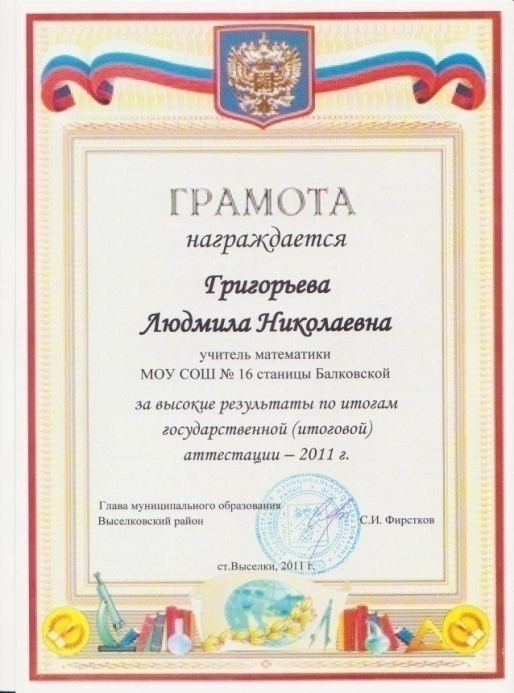 ГРАМОТА
награждается
Григорьева
Людмила Николаевна
учитель математики
МОУ СОШ № 16 станицы Балковской
за высокие результаты по итогам
государственной (итоговой)
аттестации – 2011 г.
Глава муниципального образования
Выселковский район С.И. Фирстков
ст.Выселки, 2011 г.